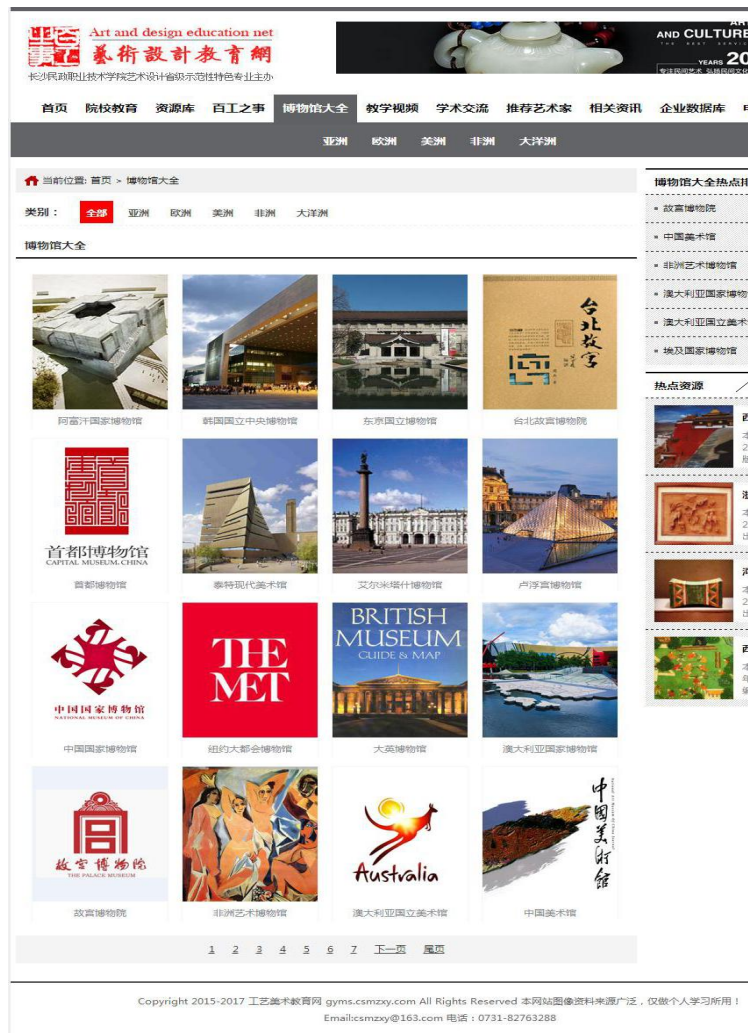 Art and design education net
藝術設計教育網
长沙民政职业技术学院艺术设计省级示范性特色专业主办
AND CULTURE
YEARS 20
专注民间艺术 弘扬民间文化
首页 院校教育 资源库 百工之事 博物馆大全 教学视频 学术交流 推荐艺术家 相关资讯 企业数据库
亚洲 欧洲 美洲 非洲 大洋洲
当前位置: 首页 > 博物馆大全
类别： 全部 亚洲 欧洲 美洲 非洲 大洋洲
博物馆大全
台北故宫
阿富汗国家博物馆 韩国国立中央博物馆 东京国立博物馆 台北故宫博物院
首都博物馆
CAPITAL MUSEUM, CHINA
首都博物馆 泰特现代美术馆 艾尔米塔什博物馆 卢浮宫博物馆
中国国家博物馆
NATIONAL MUSEUM OF CHINA
THE
MET
BRITISH
MUSEUM
GUIDE & MAP
中国国家博物馆 纽约大都会博物馆 大英博物馆 澳大利亚国家博物馆
故宫博物院
THE PALACE MUSEUM
Australia
中國美術館
故宫博物院 非洲艺术博物馆 澳大利亚国立美术馆 中国美术馆
1 2 3 4 5 6 7 下一页 尾页
博物馆大全热点排
故宫博物院
中国美术馆
非洲艺术博物馆
澳大利亚国家博物
澳大利亚国立美术
埃及国家博物馆
热点资源
Copyright 2015-2017 工艺美术教育网 gyms.csmzxy.com All Rights Reserved 本网站图像资料来源广泛，仅做个人学习所用！
Email:csmzxy@163.com 电话：0731-82763288